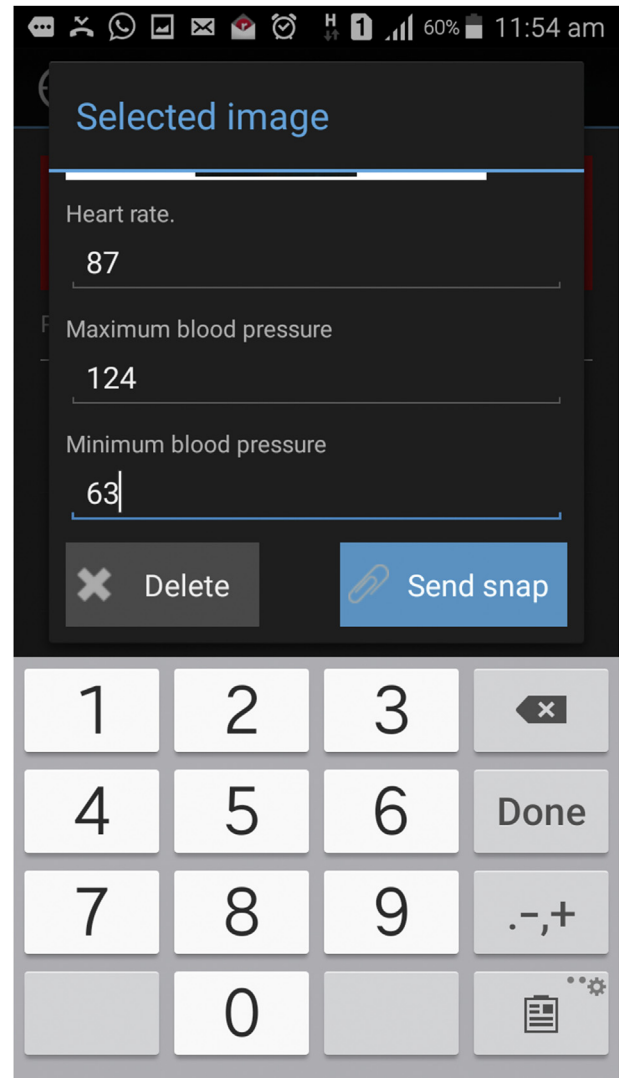 H 1 60% 11:54 am
Selected image
Heart rate.
87
Maximum blood pressure
124
Minimum blood pressure
63
Delete Send snap
1 2 3
4 5 6 Done
7 8 9 .-,+
0